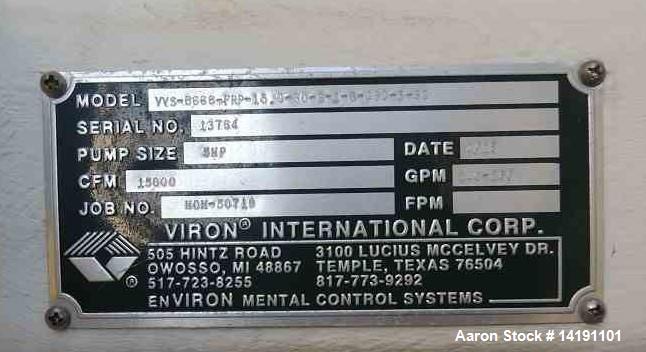 MODEL
SERIAL NO. 13764
PUMP SIZE 5HP DATE
CFM 15000 GPM
JOB NO. FPM
VIRON® INTERNATIONAL CORP.
505 HINTZ ROAD 3100 LUCIUS MCCELVEY DR.
OWOSSO, MI 48867 TEMPLE, TEXAS 76504
® 517-723-8255 817-773-9292
ENVIRON MENTAL CONTROL SYSTEMS
Aaron Stock # 14191101